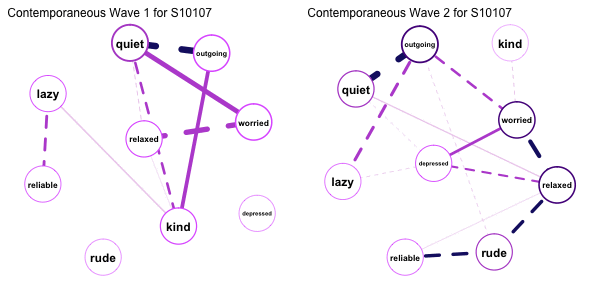 Contemporaneous Wave 1 for S10107
quiet
outgoing
lazy
worried
relaxed
reliable
depressed
kind
rude
Contemporaneous Wave 2 for S10107
outgoing
kind
quiet
worried
depressed
lazy
relaxed
rude
reliable